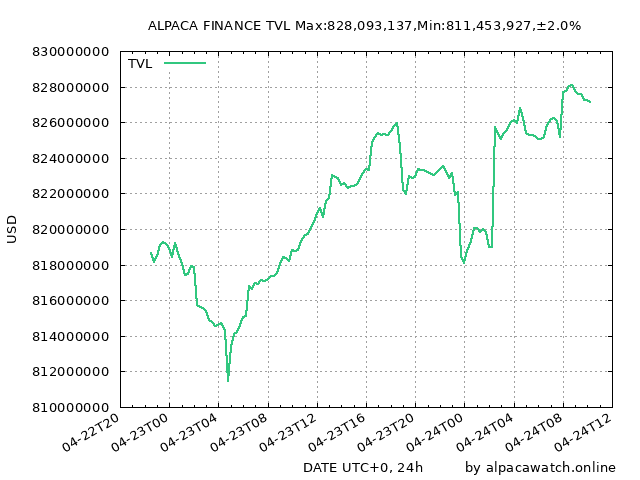 ALPACA FINANCE TVL Max:828,093,137,Min:811,453,927,±2.0%
830000000
TVL
828000000
826000000
824000000
822000000
820000000
818000000
816000000
814000000
812000000
810000000
USD
04-22T20
04-23T00
04-23T04
04-23T08
04-23T12
04-23T16
04-23T20
04-24T00
04-24T04
04-24T08
04-24T12
DATE UTC+0, 24h
by alpacawatch.online